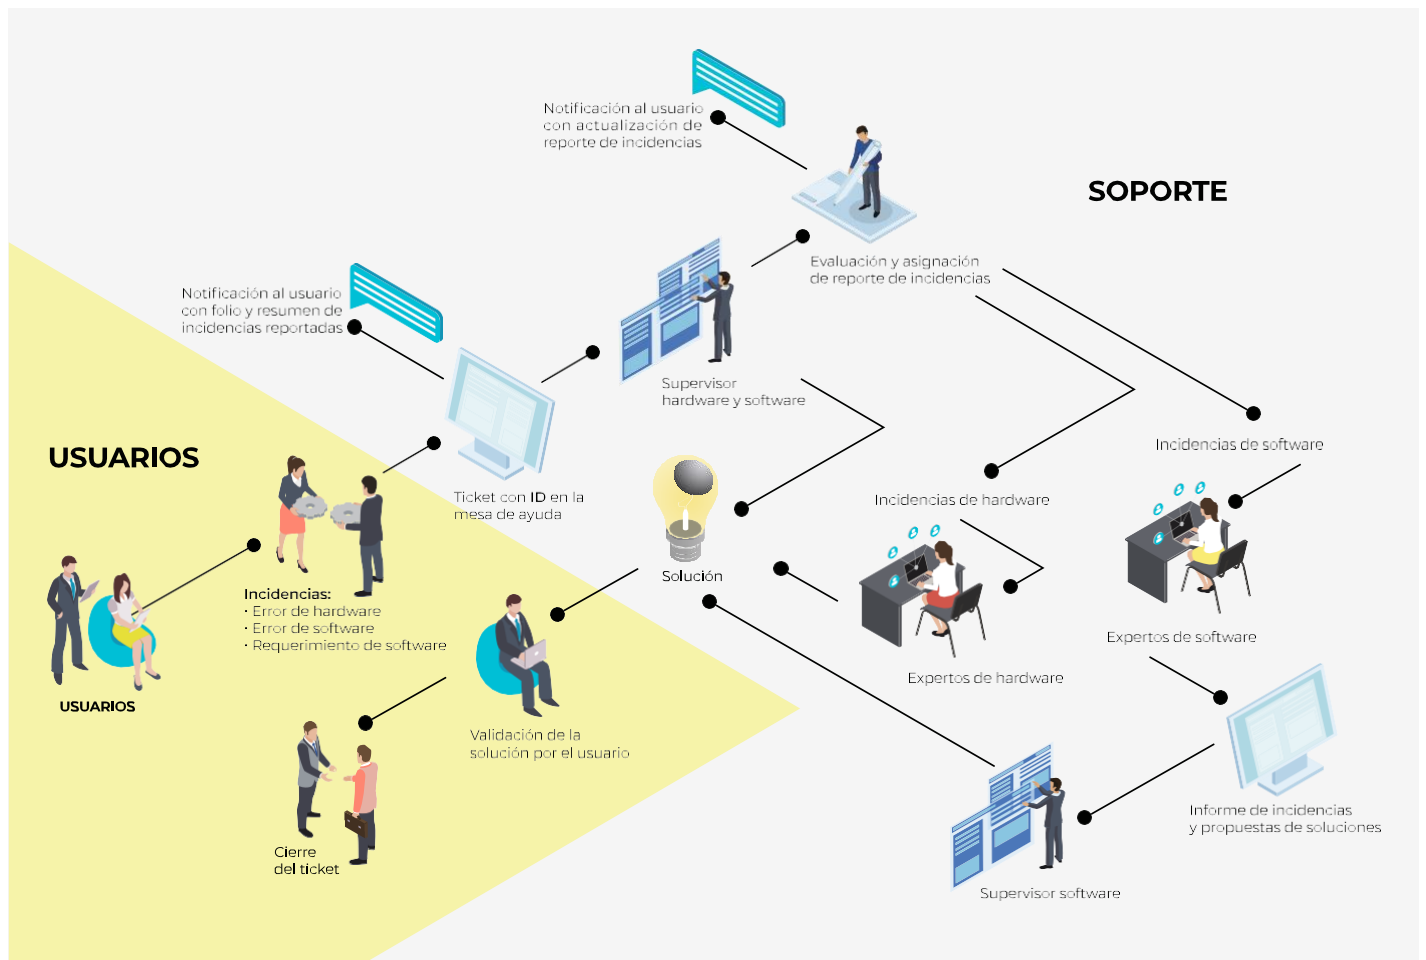 Notificación al usuario
con actualización de
reporte de incidencias
SOPORTE
Evaluación y asignación
de reporte de incidencias
Notificación al usuario
con folio y resumen de
incidencias reportadas
Supervisor
hardware y software
USUARIOS
Incidencias de software
Ticket con ID en la
mesa de ayuda
Incidencias de hardware
Solución
Incidencias:
• Error de hardware
• Error de software
• Requerimiento de software
Expertos de software
Expertos de hardware
USUARIOS
Validación de la
solución por el usuario
Informe de incidencias
y propuestas de soluciones
Cierre
del ticket
Supervisor software